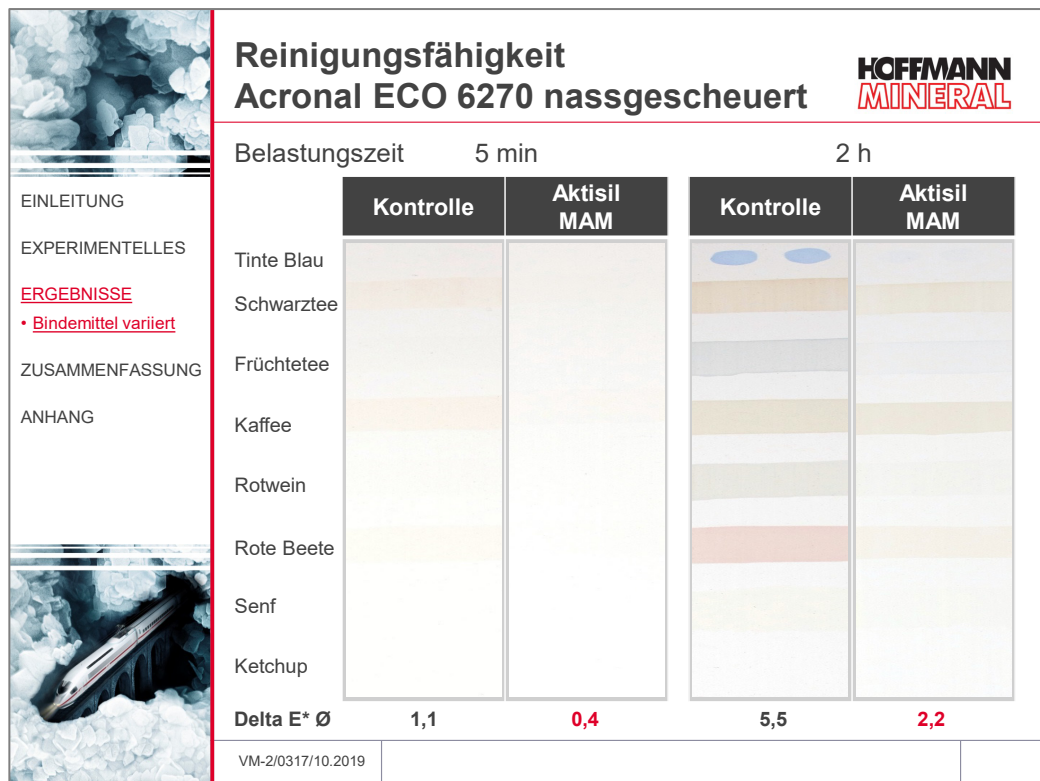 Reinigungsfähigkeit
Acronal ECO 6270 nassgescheuert
HOFFMANN
MINERAL
EINLEITUNG
EXPERIMENTELLES
ERGEBNISSE
• Bindemittel variiert
ZUSAMMENFASSUNG
ANHANG
Belastungszeit 5 min 2 h
Kontrolle Aktisil MAM Kontrolle Aktisil MAM
Tinte Blau
Schwarztee
Früchtetee
Kaffee
Rotwein
Rote Beete
Senf
Ketchup
Delta E* Ø 1,1 0,4 5,5 2,2
VM-2/0317/10.2019